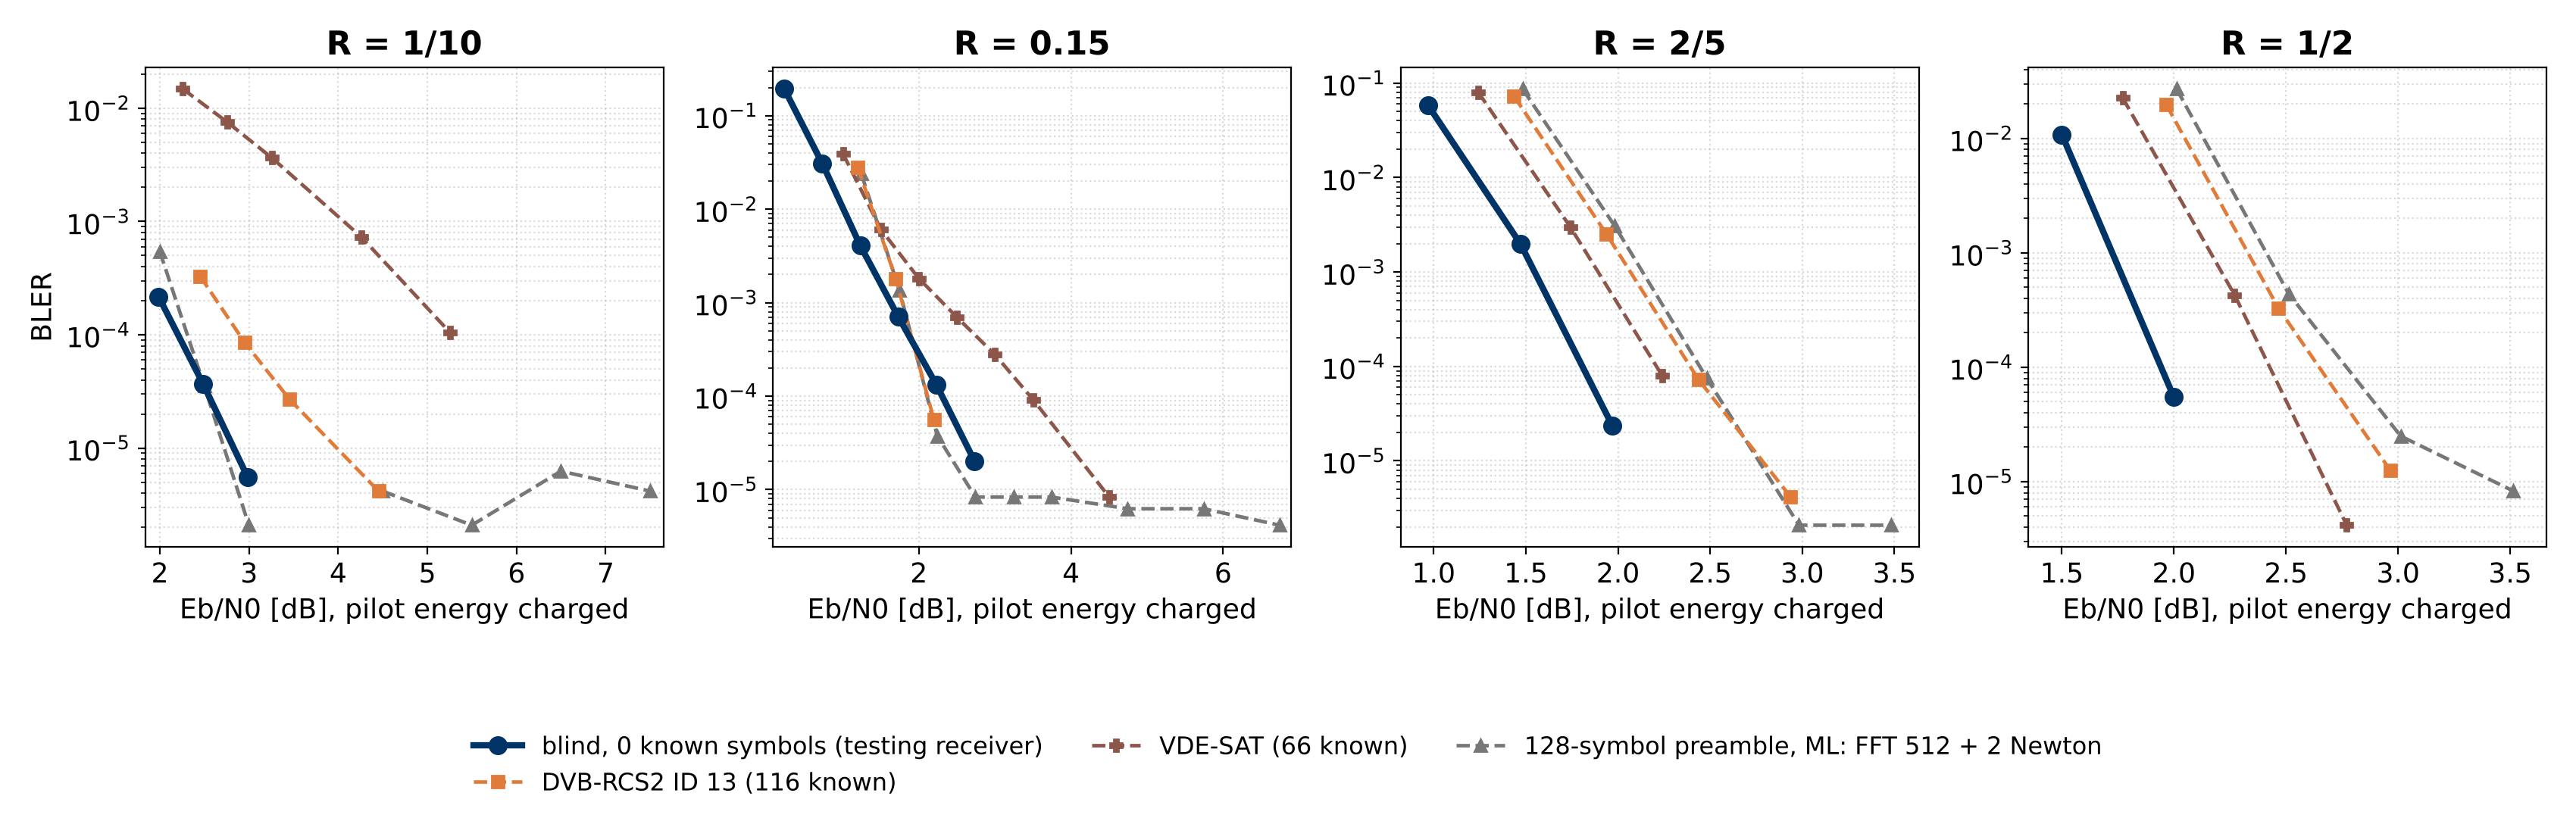 R = 1/10
R = 0.15
R = 2/5
R = 1/2
BLER
10⁻²
10⁻³
10⁻⁴
10⁻⁵
2 3 4 5 6 7
Eb/N0 [dB], pilot energy charged
10⁻¹
10⁻²
10⁻³
10⁻⁴
10⁻⁵
2 4 6
Eb/N0 [dB], pilot energy charged
10⁻¹
10⁻²
10⁻³
10⁻⁴
10⁻⁵
1.0 1.5 2.0 2.5 3.0 3.5
Eb/N0 [dB], pilot energy charged
10⁻²
10⁻³
10⁻⁴
10⁻⁵
1.5 2.0 2.5 3.0 3.5
Eb/N0 [dB], pilot energy charged
blind, 0 known symbols (testing receiver)
DVB-RCS2 ID 13 (116 known)
VDE-SAT (66 known)
128-symbol preamble, ML: FFT 512 + 2 Newton